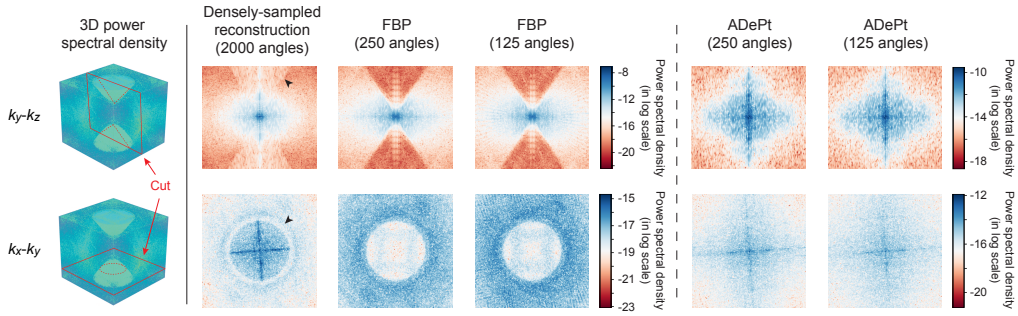 3D power
spectral density
Densely-sampled
reconstruction
(2000 angles)
FBP
(250 angles)
FBP
(125 angles)
ADePt
(250 angles)
ADePt
(125 angles)
ky-kz
-7
-11
-15
-20
Power spectral density
(in log scale)
-10
-14
-18
Power spectral density
(in log scale)
Cut
kx-ky
-15
-17
-19
-21
-23
Power spectral density
(in log scale)
-12
-16
-20
Power spectral density
(in log scale)